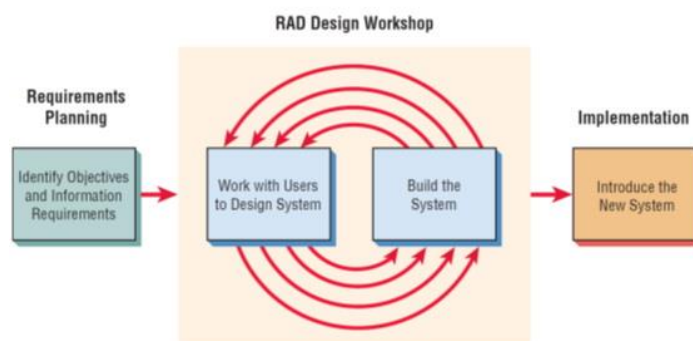 RAD Design Workshop
Requirements
Planning
Identify Objectives
and Information
Requirements
Work with Users
to Design System
Build the
System
Implementation
Introduce the
New System